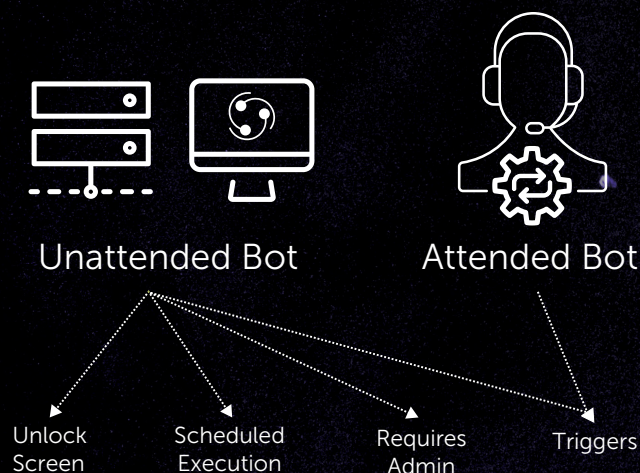 Unattended Bot
Attended Bot
Unlock
Screen
Scheduled
Execution
Requires
Admin
Triggers